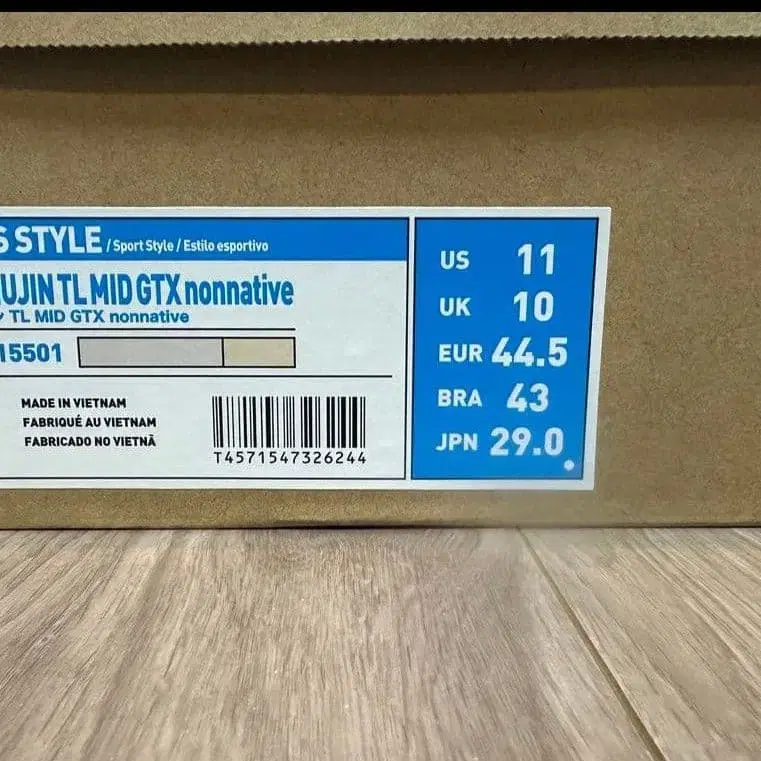 S STYLE / Sport Style / Estilo esportivo
UJIN TL MID GTX nonnative
TL MID GTX nonnative
15501
MADE IN VIETNAM
FABRIQUÉ AU VIETNAM
FABRICADO NO VIETNÃ
T4571547326244
US 11
UK 10
EUR 44.5
BRA 43
JPN 29.0